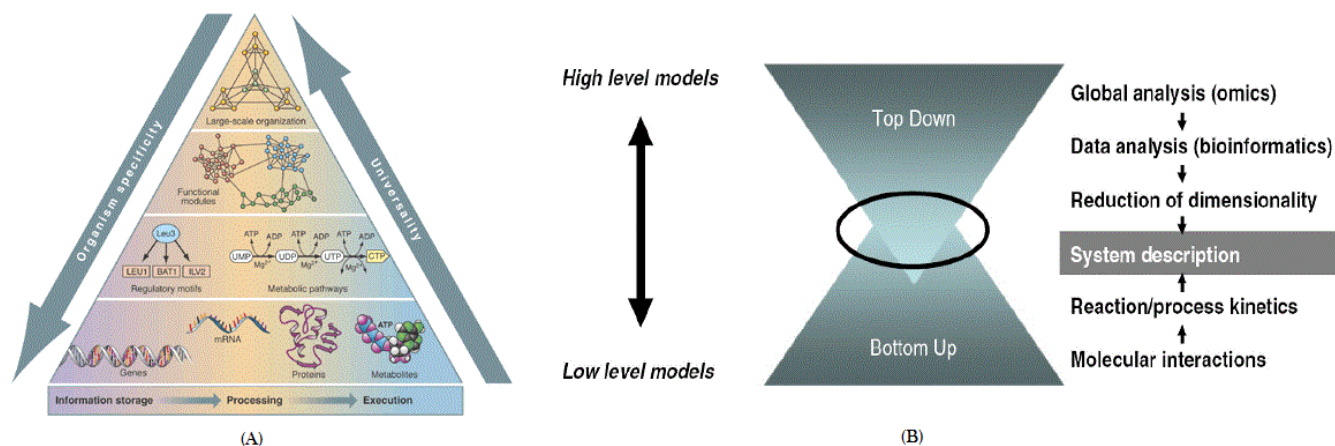 Organism specificity
Universality
Large-scale organization
Functional
modules
Leu3
LEU1 BAT1 ILV2
Regulatory motifs
ATP ADP ATP ADP ATP ADP
UMP UDP UTP CTP
Mg2+ Mg2+ Mg2+
Metabolic pathways
mRNA
ATP
Genes
Proteins
Metabolites
Information storage Processing Execution
(A)
High level models
Low level models
Top Down
Bottom Up
Global analysis (omics)
Data analysis (bioinformatics)
Reduction of dimensionality
System description
Reaction/process kinetics
Molecular interactions
(B)